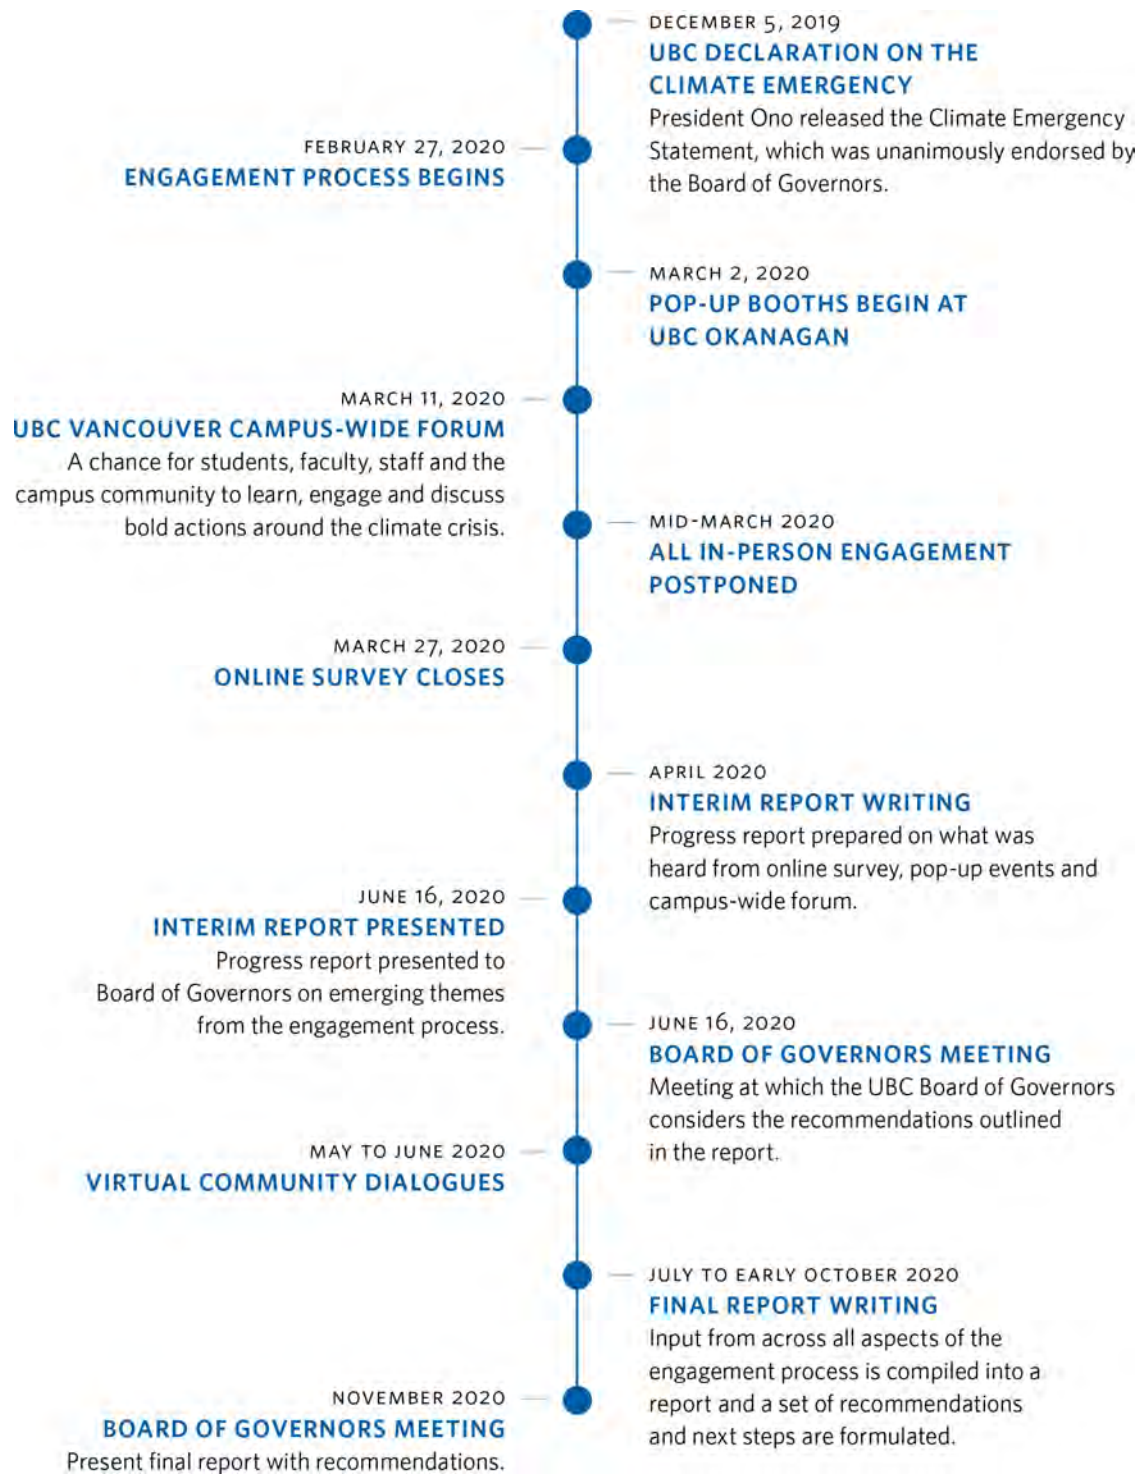 DECEMBER 5, 2019
UBC DECLARATION ON THE
CLIMATE EMERGENCY
President Ono released the Climate Emergency
Statement, which was unanimously endorsed by
the Board of Governors.
FEBRUARY 27, 2020
ENGAGEMENT PROCESS BEGINS
MARCH 2, 2020
POP-UP BOOTHS BEGIN AT
UBC OKANAGAN
MARCH 11, 2020
UBC VANCOUVER CAMPUS-WIDE FORUM
A chance for students, faculty, staff and the
campus community to learn, engage and discuss
bold actions around the climate crisis.
MID-MARCH 2020
ALL IN-PERSON ENGAGEMENT
POSTPONED
MARCH 27, 2020
ONLINE SURVEY CLOSES
APRIL 2020
INTERIM REPORT WRITING
Progress report prepared on what was
heard from online survey, pop-up events and
campus-wide forum.
JUNE 16, 2020
INTERIM REPORT PRESENTED
Progress report presented to
Board of Governors on emerging themes
from the engagement process.
JUNE 16, 2020
BOARD OF GOVERNORS MEETING
Meeting at which the UBC Board of Governors
considers the recommendations outlined
in the report.
MAY TO JUNE 2020
VIRTUAL COMMUNITY DIALOGUES
JULY TO EARLY OCTOBER 2020
FINAL REPORT WRITING
Input from across all aspects of the
engagement process is compiled into a
report and a set of recommendations
and next steps are formulated.
NOVEMBER 2020
BOARD OF GOVERNORS MEETING
Present final report with recommendations.